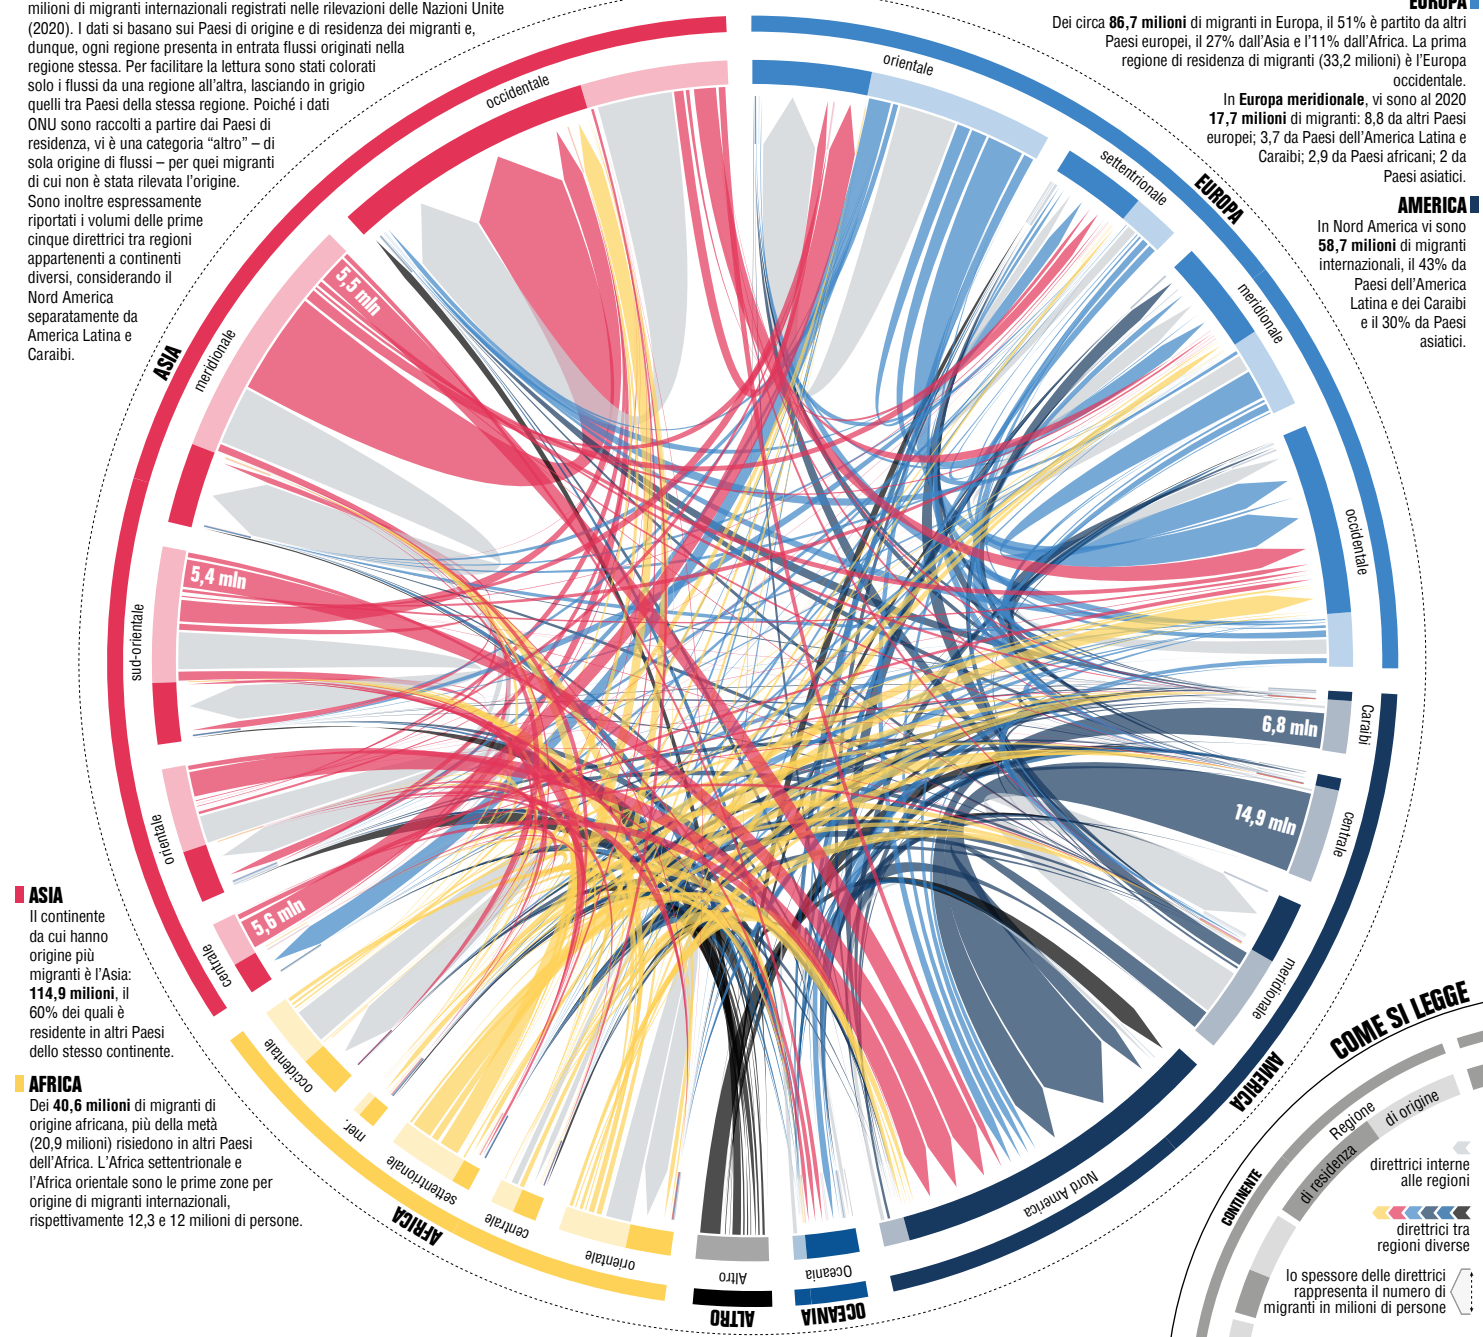 milioni di migranti internazionali registrati nelle rilevazioni delle Nazioni Unite
(2020). I dati si basano sui Paesi di origine e di residenza dei migranti e,
dunque, ogni regione presenta in entrata flussi originati nella
regione stessa. Per facilitare la lettura sono stati colorati
solo i flussi da una regione all'altra, lasciando in grigio
quelli tra Paesi della stessa regione. Poiché i dati
ONU sono raccolti a partire dai Paesi di
residenza, vi è una categoria “altro” – di
sola origine di flussi – per quei migranti
di cui non è stata rilevata l'origine.
Sono inoltre espressamente
riportati i volumi delle prime
cinque direttrici tra regioni
appartenenti a continenti
diversi, considerando il
Nord America
separatamente da
America Latina e
Caraibi.
EUROPA
Dei circa 86,7 milioni di migranti in Europa, il 51% è partito da altri
Paesi europei, il 27% dall'Asia e l'11% dall'Africa. La prima
regione di residenza di migranti (33,2 milioni) è l'Europa
occidentale.
In Europa meridionale, vi sono al 2020
17,7 milioni di migranti: 8,8 da altri Paesi
europei; 3,7 da Paesi dell'America Latina e
Caraibi; 2,9 da Paesi africani; 2 da
Paesi asiatici.
AMERICA
In Nord America vi sono
58,7 milioni di migranti
internazionali, il 43% da
Paesi dell'America
Latina e dei Caraibi
e il 30% da Paesi
asiatici.
ASIA
occidentale
meridionale
sud-orientale
orientale
centrale
5,5 mln
5,4 mln
5,6 mln
EUROPA
orientale
settentrionale
meridionale
occidentale
Caraibi
centrale
meridionale
6,8 mln
14,9 mln
AMERICA
Nord America
Oceania
OCEANIA
Altro
ALTRO
orientale
centrale
settentrionale
mer
occidentale
AFRICA
ASIA
Il continente
da cui hanno
origine più
migranti è l'Asia:
114,9 milioni, il
60% dei quali è
residente in altri Paesi
dello stesso continente.
AFRICA
Dei 40,6 milioni di migranti di
origine africana, più della metà
(20,9 milioni) risiedono in altri Paesi
dell'Africa. L'Africa settentrionale e
l'Africa orientale sono le prime zone per
origine di migranti internazionali,
rispettivamente 12,3 e 12 milioni di persone.
COME SI LEGGE
CONTINENTE
Regione
di residenza
di origine
direttrici interne
alle regioni
direttrici tra
regioni diverse
lo spessore delle direttrici
rappresenta il numero di
migranti in milioni di persone